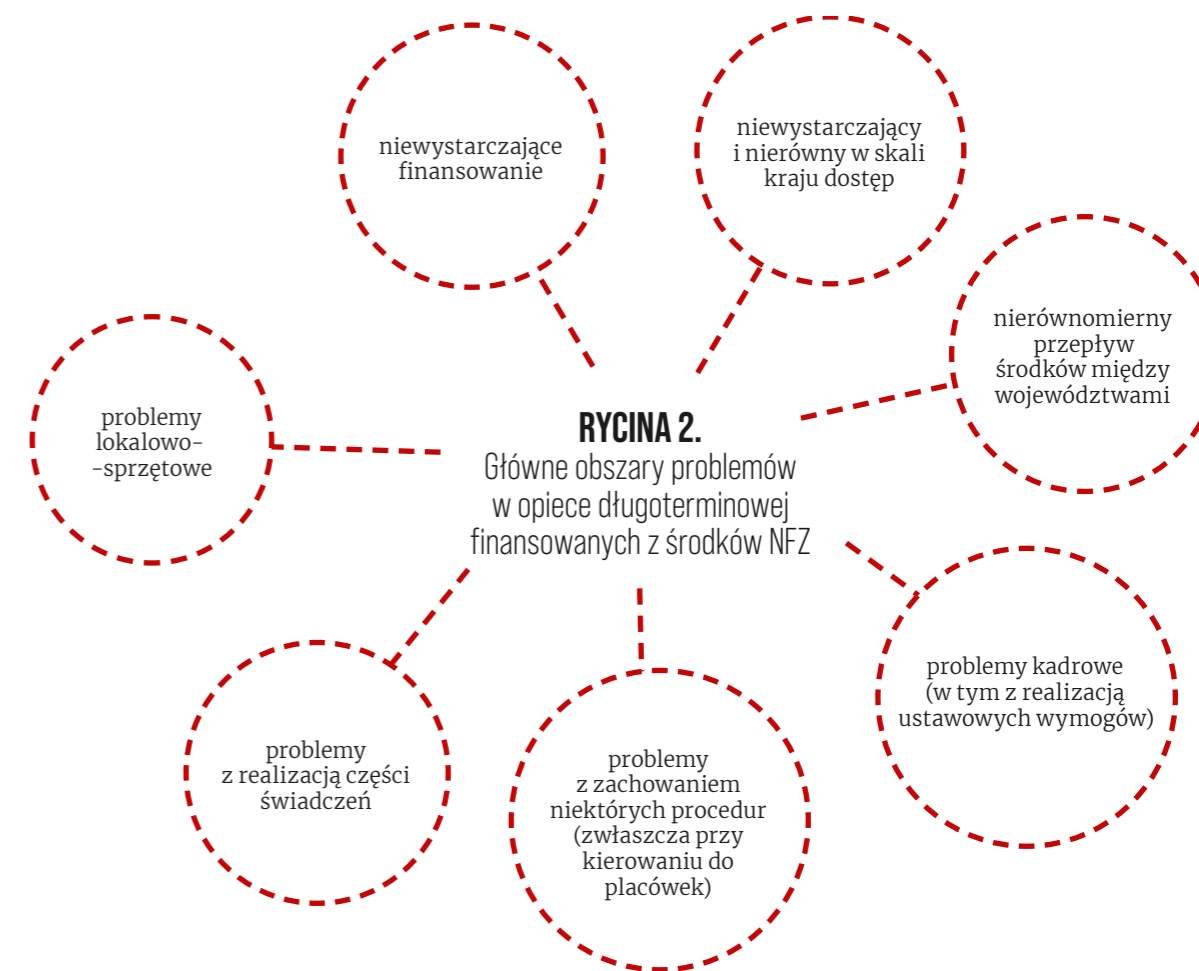 niewystarczające
finansowanie
niewystarczający
i nierówny w skali
kraju dostęp
nierównomierny
przepływ
środków między
województwami
problemy
lokalowo-
-sprzętowe
RYCINA 2.
Główne obszary problemów
w opiece długoterminowej
finansowanych z środków NFZ
problemy kadrowe
(w tym z realizacją
ustawowych wymogów)
problemy
z realizacją części
świadczeń
problemy
z zachowaniem
niektórych procedur
(zwłaszcza przy
kierowaniu do
placówek)